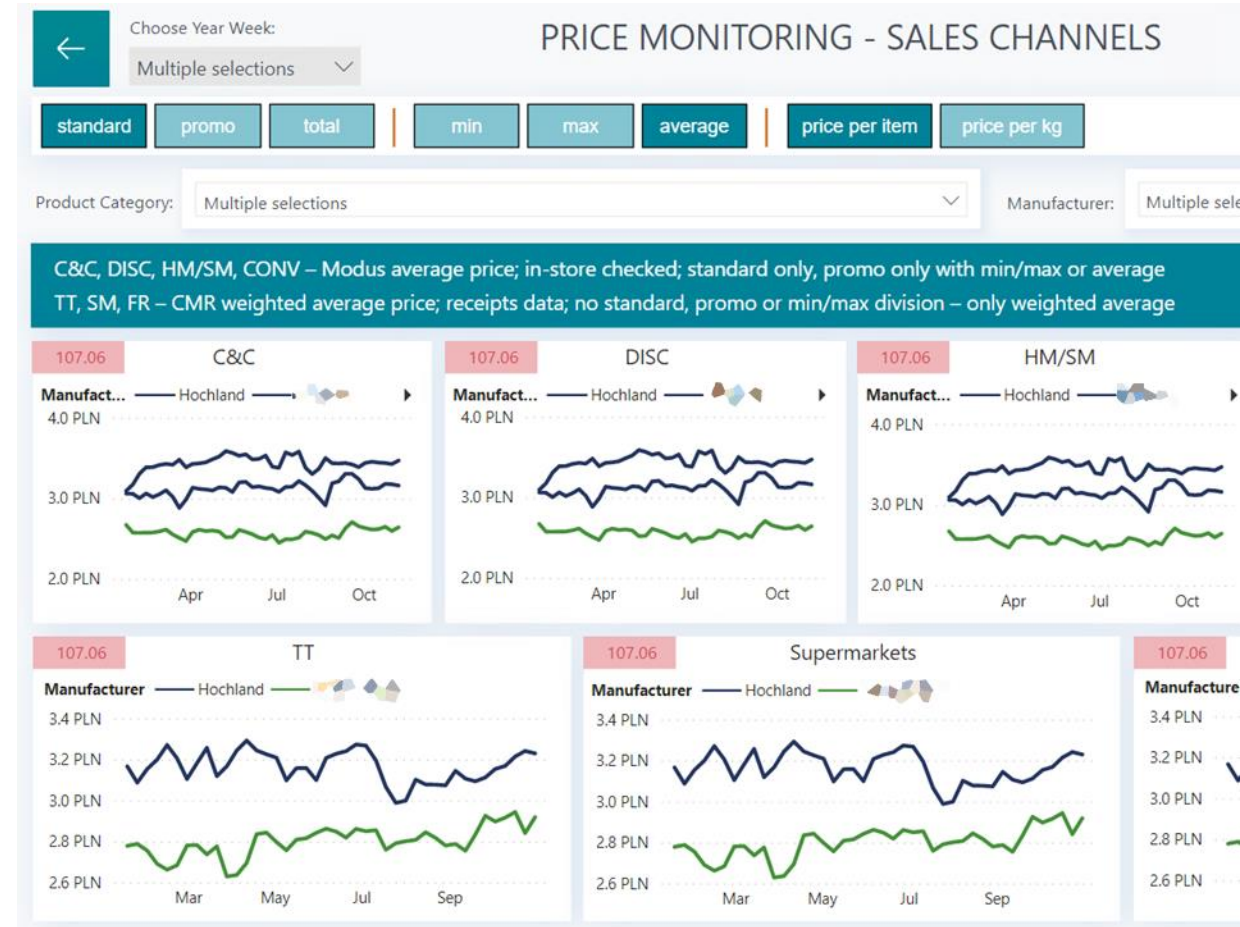 Choose Year Week:
Multiple selections
PRICE MONITORING - SALES CHANNELS
standard promo total min max average price per item price per kg
Product Category: Multiple selections Manufacturer: Multiple sele
C&C, DISC, HM/SM, CONV – Modus average price; in-store checked; standard only, promo only with min/max or average
TT, SM, FR – CMR weighted average price; receipts data; no standard, promo or min/max division – only weighted average
107.06 C&C
Manufact... Hochland
4.0 PLN
3.0 PLN
2.0 PLN
Apr Jul Oct
107.06 DISC
Manufact... Hochland
4.0 PLN
3.0 PLN
2.0 PLN
Apr Jul Oct
107.06 HM/SM
Manufact... Hochland
4.0 PLN
3.0 PLN
2.0 PLN
Apr Jul Oct
107.06 TT
Manufacturer Hochland
3.4 PLN
3.2 PLN
3.0 PLN
2.8 PLN
2.6 PLN
Mar May Jul Sep
107.06 Supermarkets
Manufacturer Hochland
3.4 PLN
3.2 PLN
3.0 PLN
2.8 PLN
2.6 PLN
Mar May Jul Sep
107.06
Manufacture
3.4 PLN
3.2 PLN
3.0 PLN
2.8 PLN
2.6 PLN